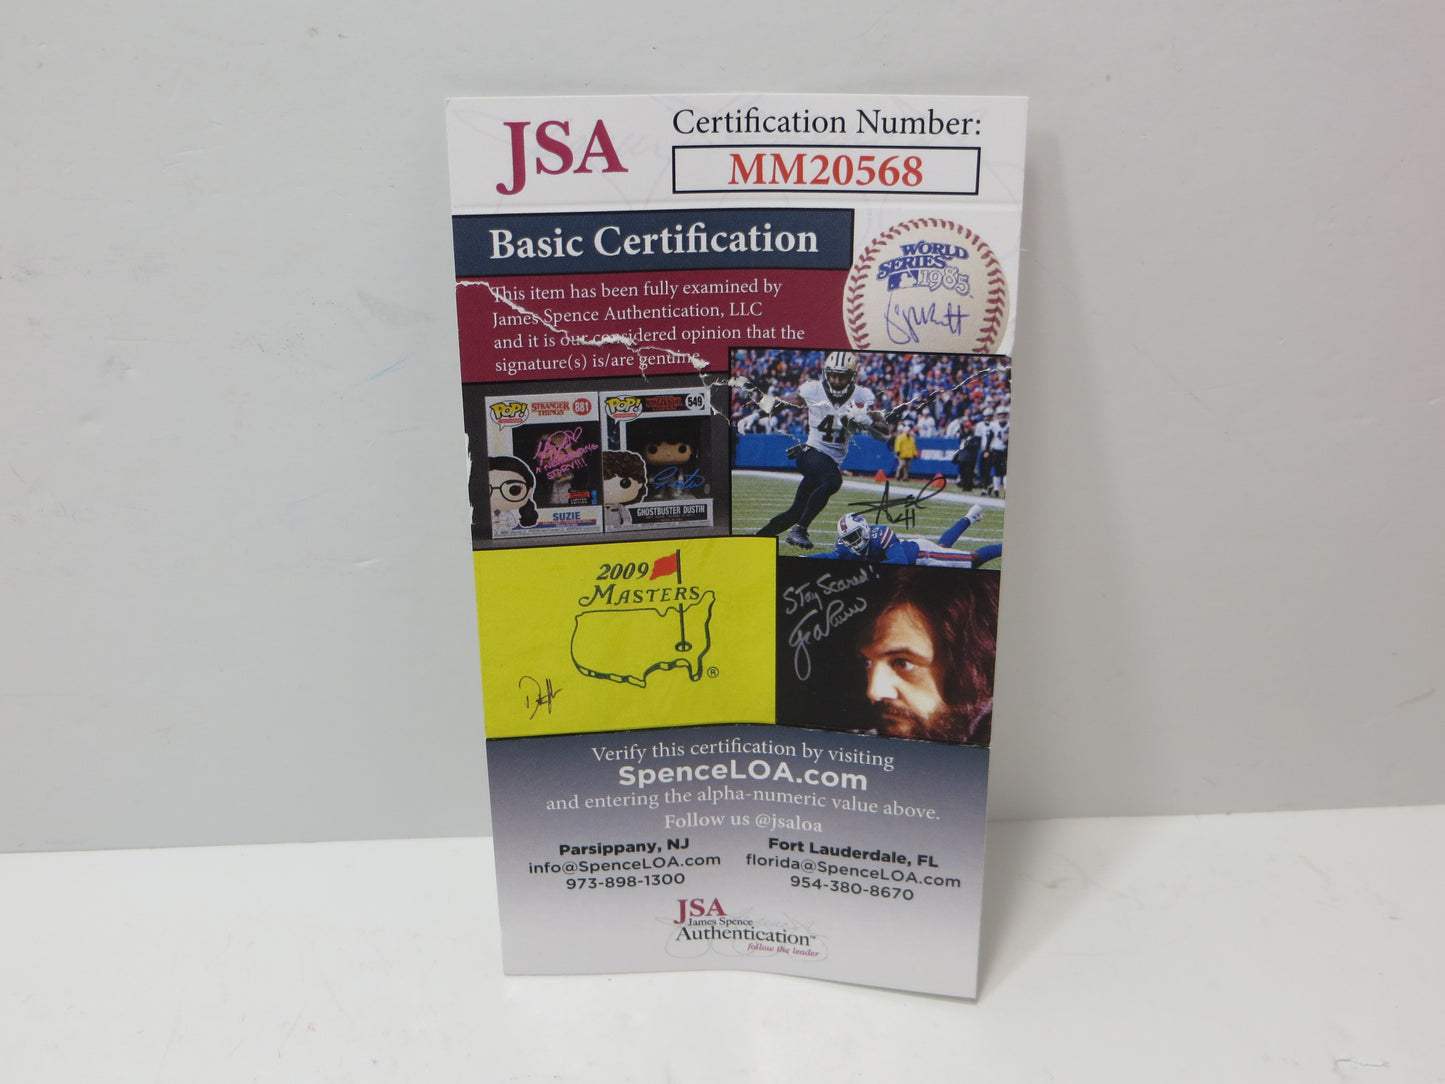 JSA
Certification Number:
MM20568
Basic Certification
This item has been fully examined by
James Spence Authentication, LLC
and it is our considered opinion that the
signature(s) is/are genuine.
WORLD
SERIES
1985
POP!
STRANGER
THINGS
881
SUZIE
POP!
549
GHOSTBUSTER DUSTIN
41
2009
MASTERS
®
Stay Scared!
Verify this certification by visiting
SpenceLOA.com
and entering the alpha-numeric value above.
Follow us @jsaloa
Parsippany, NJ
info@SpenceLOA.com
973-898-1300
Fort Lauderdale, FL
florida@SpenceLOA.com
954-380-8670
JSA
James Spence
Authentication™
follow the leader